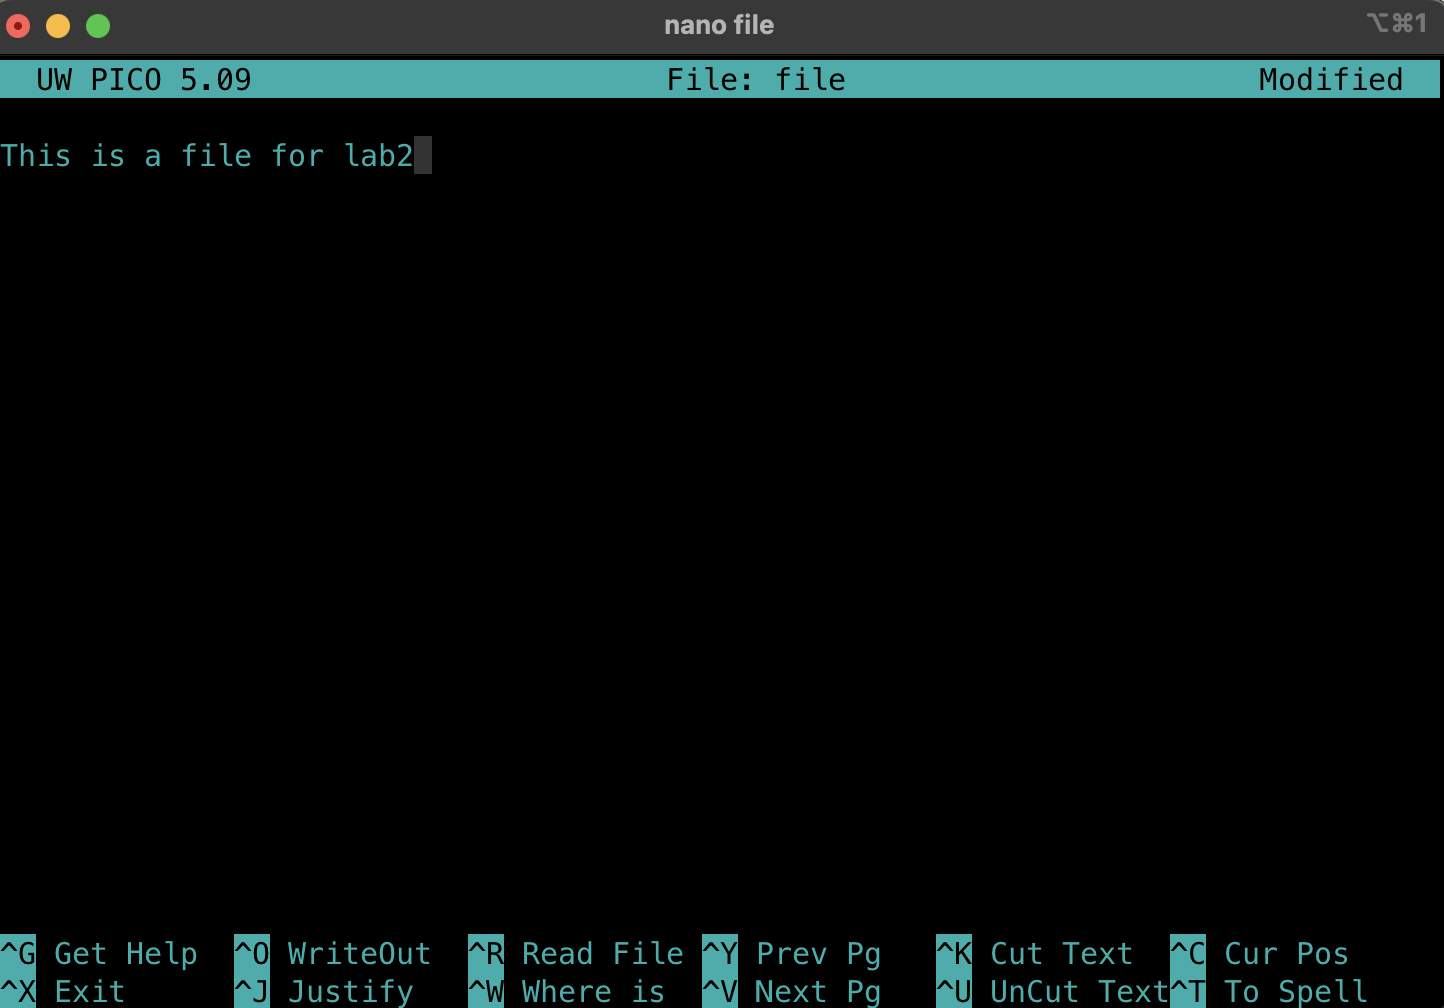 nano file ⌥⌘1
UW PICO 5.09 File: file Modified
This is a file for lab2
^G Get Help ^O WriteOut ^R Read File ^Y Prev Pg ^K Cut Text ^C Cur Pos
^X Exit ^J Justify ^W Where is ^V Next Pg ^U UnCut Text ^T To Spell